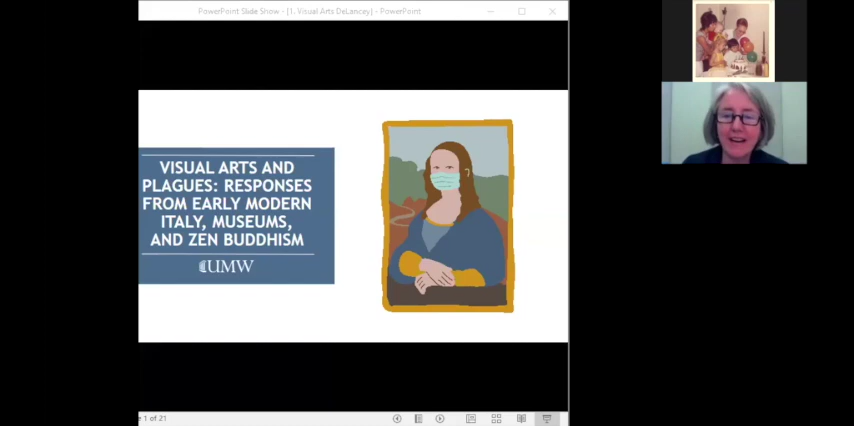 PowerPoint Slide Show - [1. Visual Arts DeLancey] - PowerPoint
VISUAL ARTS AND
PLAGUES: RESPONSES
FROM EARLY MODERN
ITALY, MUSEUMS,
AND ZEN BUDDHISM
UMW
e 1 of 21